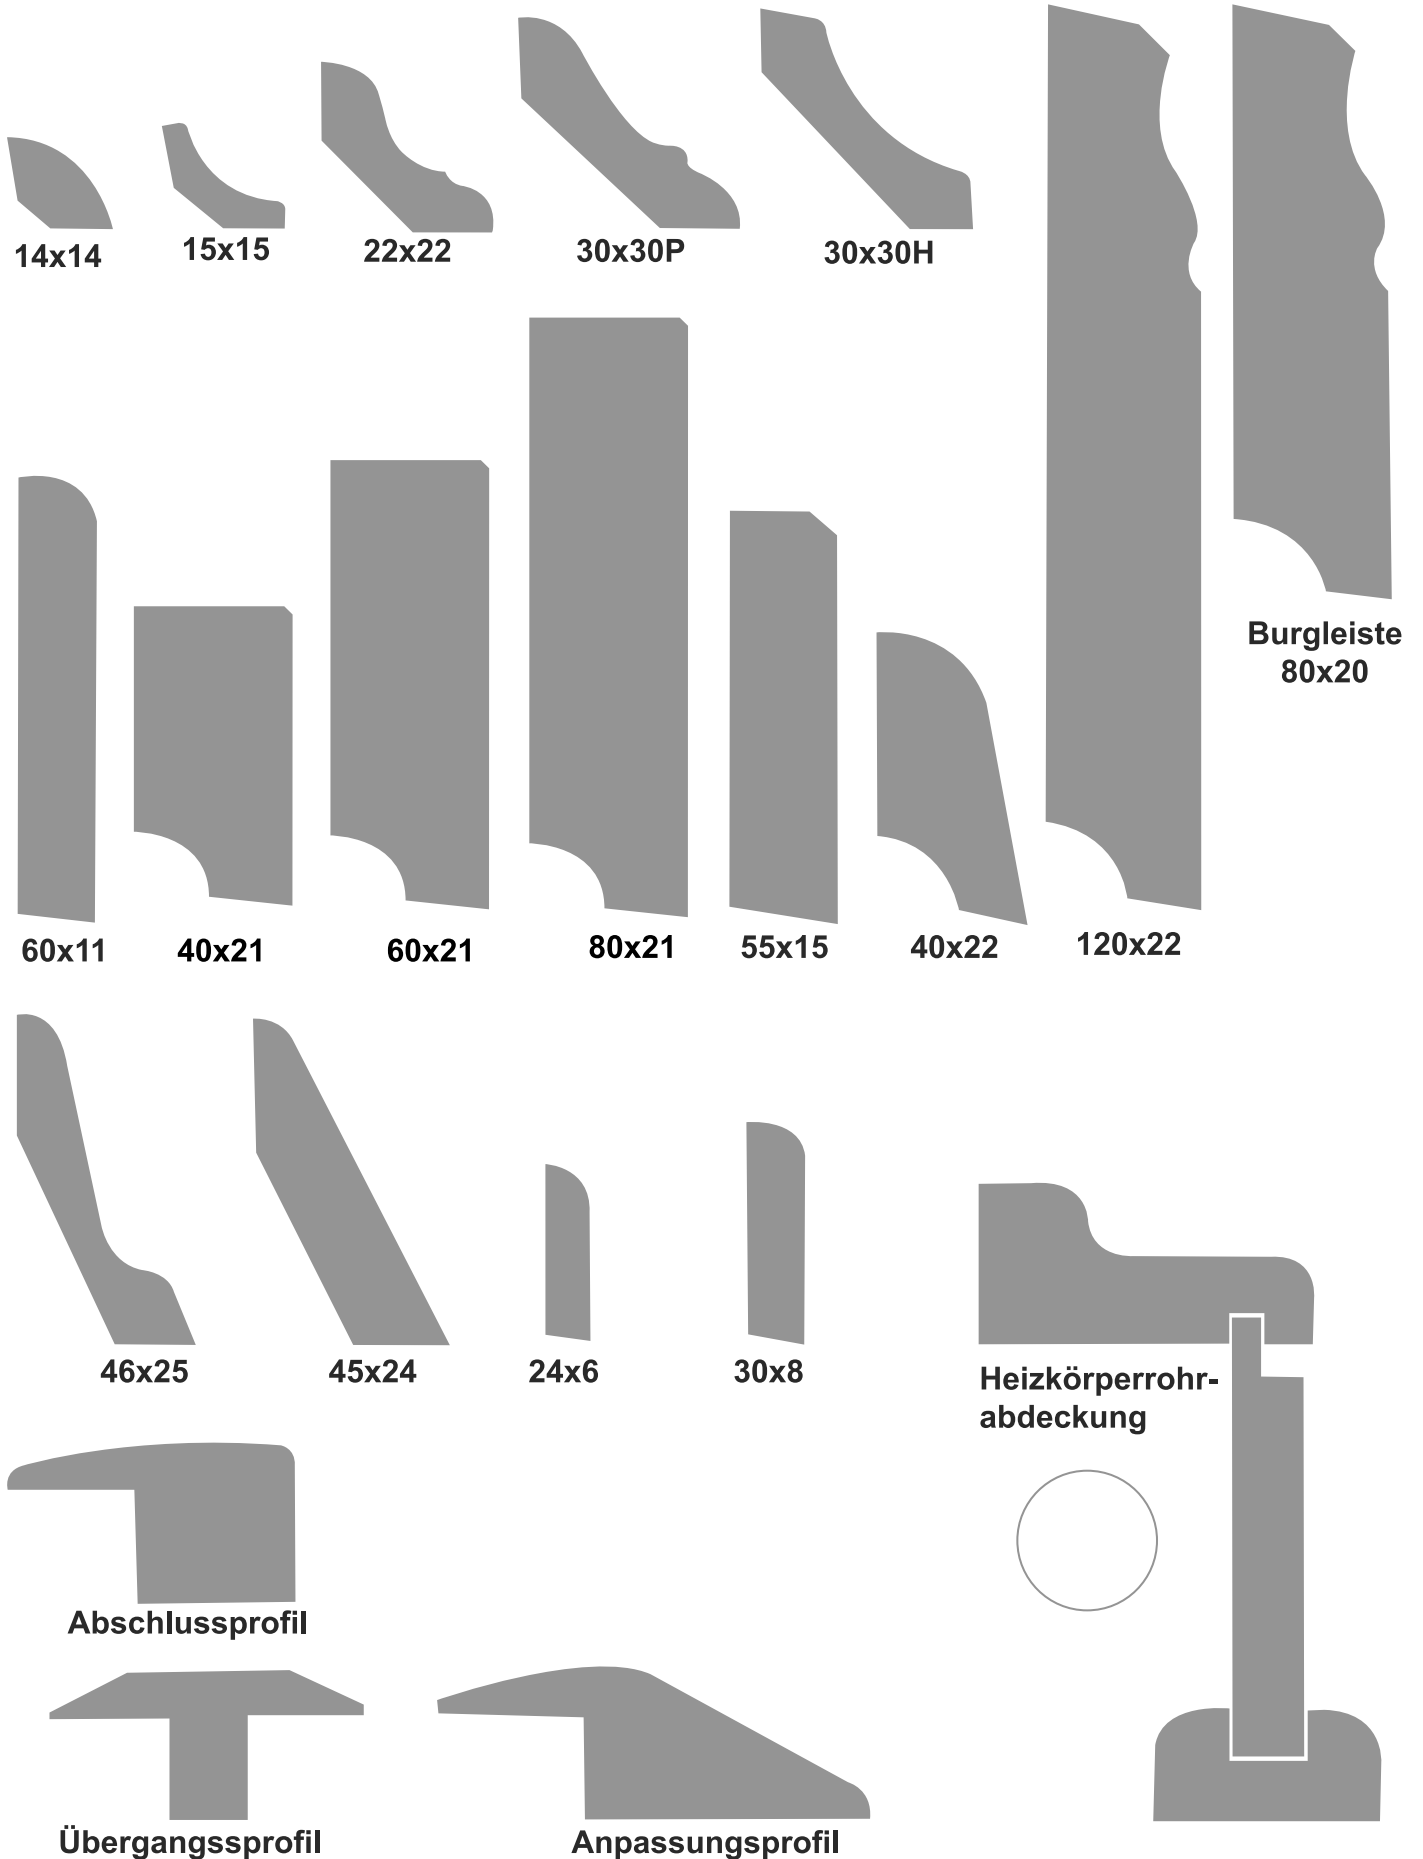 14x14
15x15
22x22
30x30P
30x30H
Burgleiste
80x20
60x11
40x21
60x21
80x21
55x15
40x22
120x22
46x25
45x24
24x6
30x8
Heizkörperrohr-
abdeckung
Abschlussprofil
Übergangssprofil
Anpassungsprofil